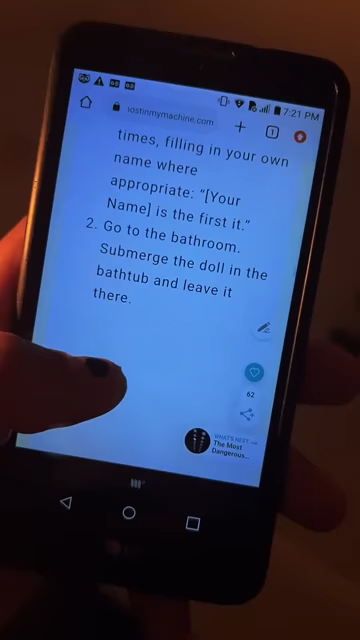 7:21 PM
iostinmymachine.com
1
times, filling in your own
name where
appropriate: “[Your
Name] is the first it.”
2. Go to the bathroom.
Submerge the doll in the
bathtub and leave it
there.
62
WHAT'S NEXT
The Most
Dangerous...